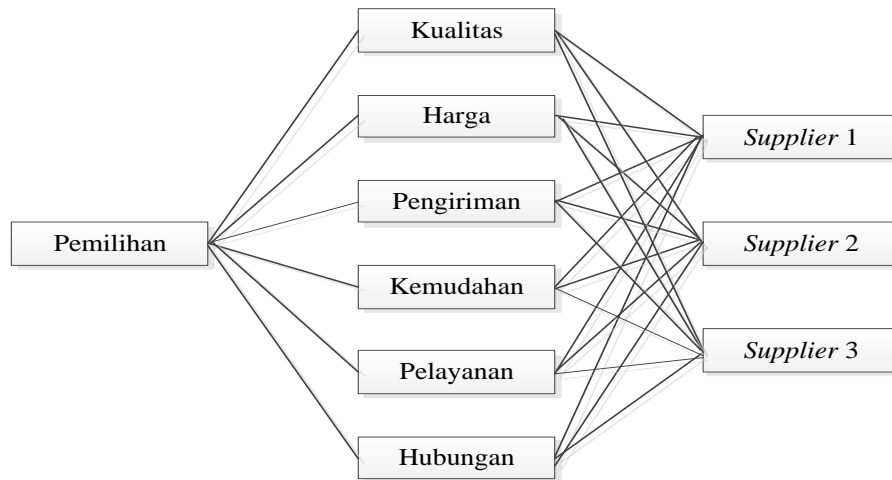 Pemilihan
Kualitas
Harga
Pengiriman
Kemudahan
Pelayanan
Hubungan
Supplier 1
Supplier 2
Supplier 3